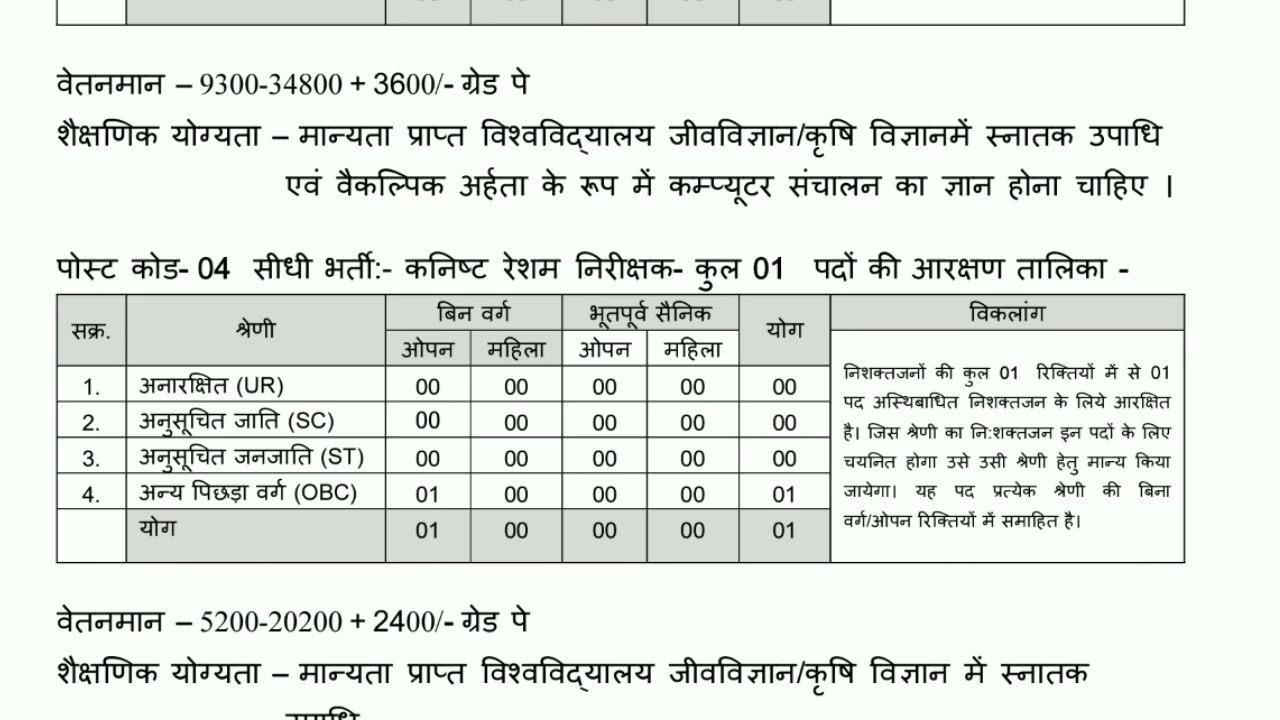 वेतनमान – 9300-34800 + 3600/- ग्रेड पे
शैक्षणिक योग्यता – मान्यता प्राप्त विश्वविद्यालय जीवविज्ञान/कृषि विज्ञानमें स्नातक उपाधि
एवं वैकल्पिक अर्हता के रूप में कम्प्यूटर संचालन का ज्ञान होना चाहिए ।
पोस्ट कोड- 04 सीधी भर्ती:- कनिष्ट रेशम निरीक्षक- कुल 01 पदों की आरक्षण तालिका -
सक्र. श्रेणी बिन वर्ग भूतपूर्व सैनिक योग विकलांग
ओपन महिला ओपन महिला
1. अनारक्षित (UR) 00 00 00 00 00
2. अनुसूचित जाति (SC) 00 00 00 00 00
3. अनुसूचित जनजाति (ST) 00 00 00 00 00
4. अन्य पिछड़ा वर्ग (OBC) 01 00 00 00 01
योग 01 00 00 00 01
निशक्तजनों की कुल 01 रिक्तियों में से 01
पद अस्थिबाधित निशक्तजन के लिये आरक्षित
है। जिस श्रेणी का नि:शक्तजन इन पदों के लिए
चयनित होगा उसे उसी श्रेणी हेतु मान्य किया
जायेगा। यह पद प्रत्येक श्रेणी की बिना
वर्ग/ओपन रिक्तियों में समाहित है।
वेतनमान – 5200-20200 + 2400/- ग्रेड पे
शैक्षणिक योग्यता – मान्यता प्राप्त विश्वविद्यालय जीवविज्ञान/कृषि विज्ञान में स्नातक